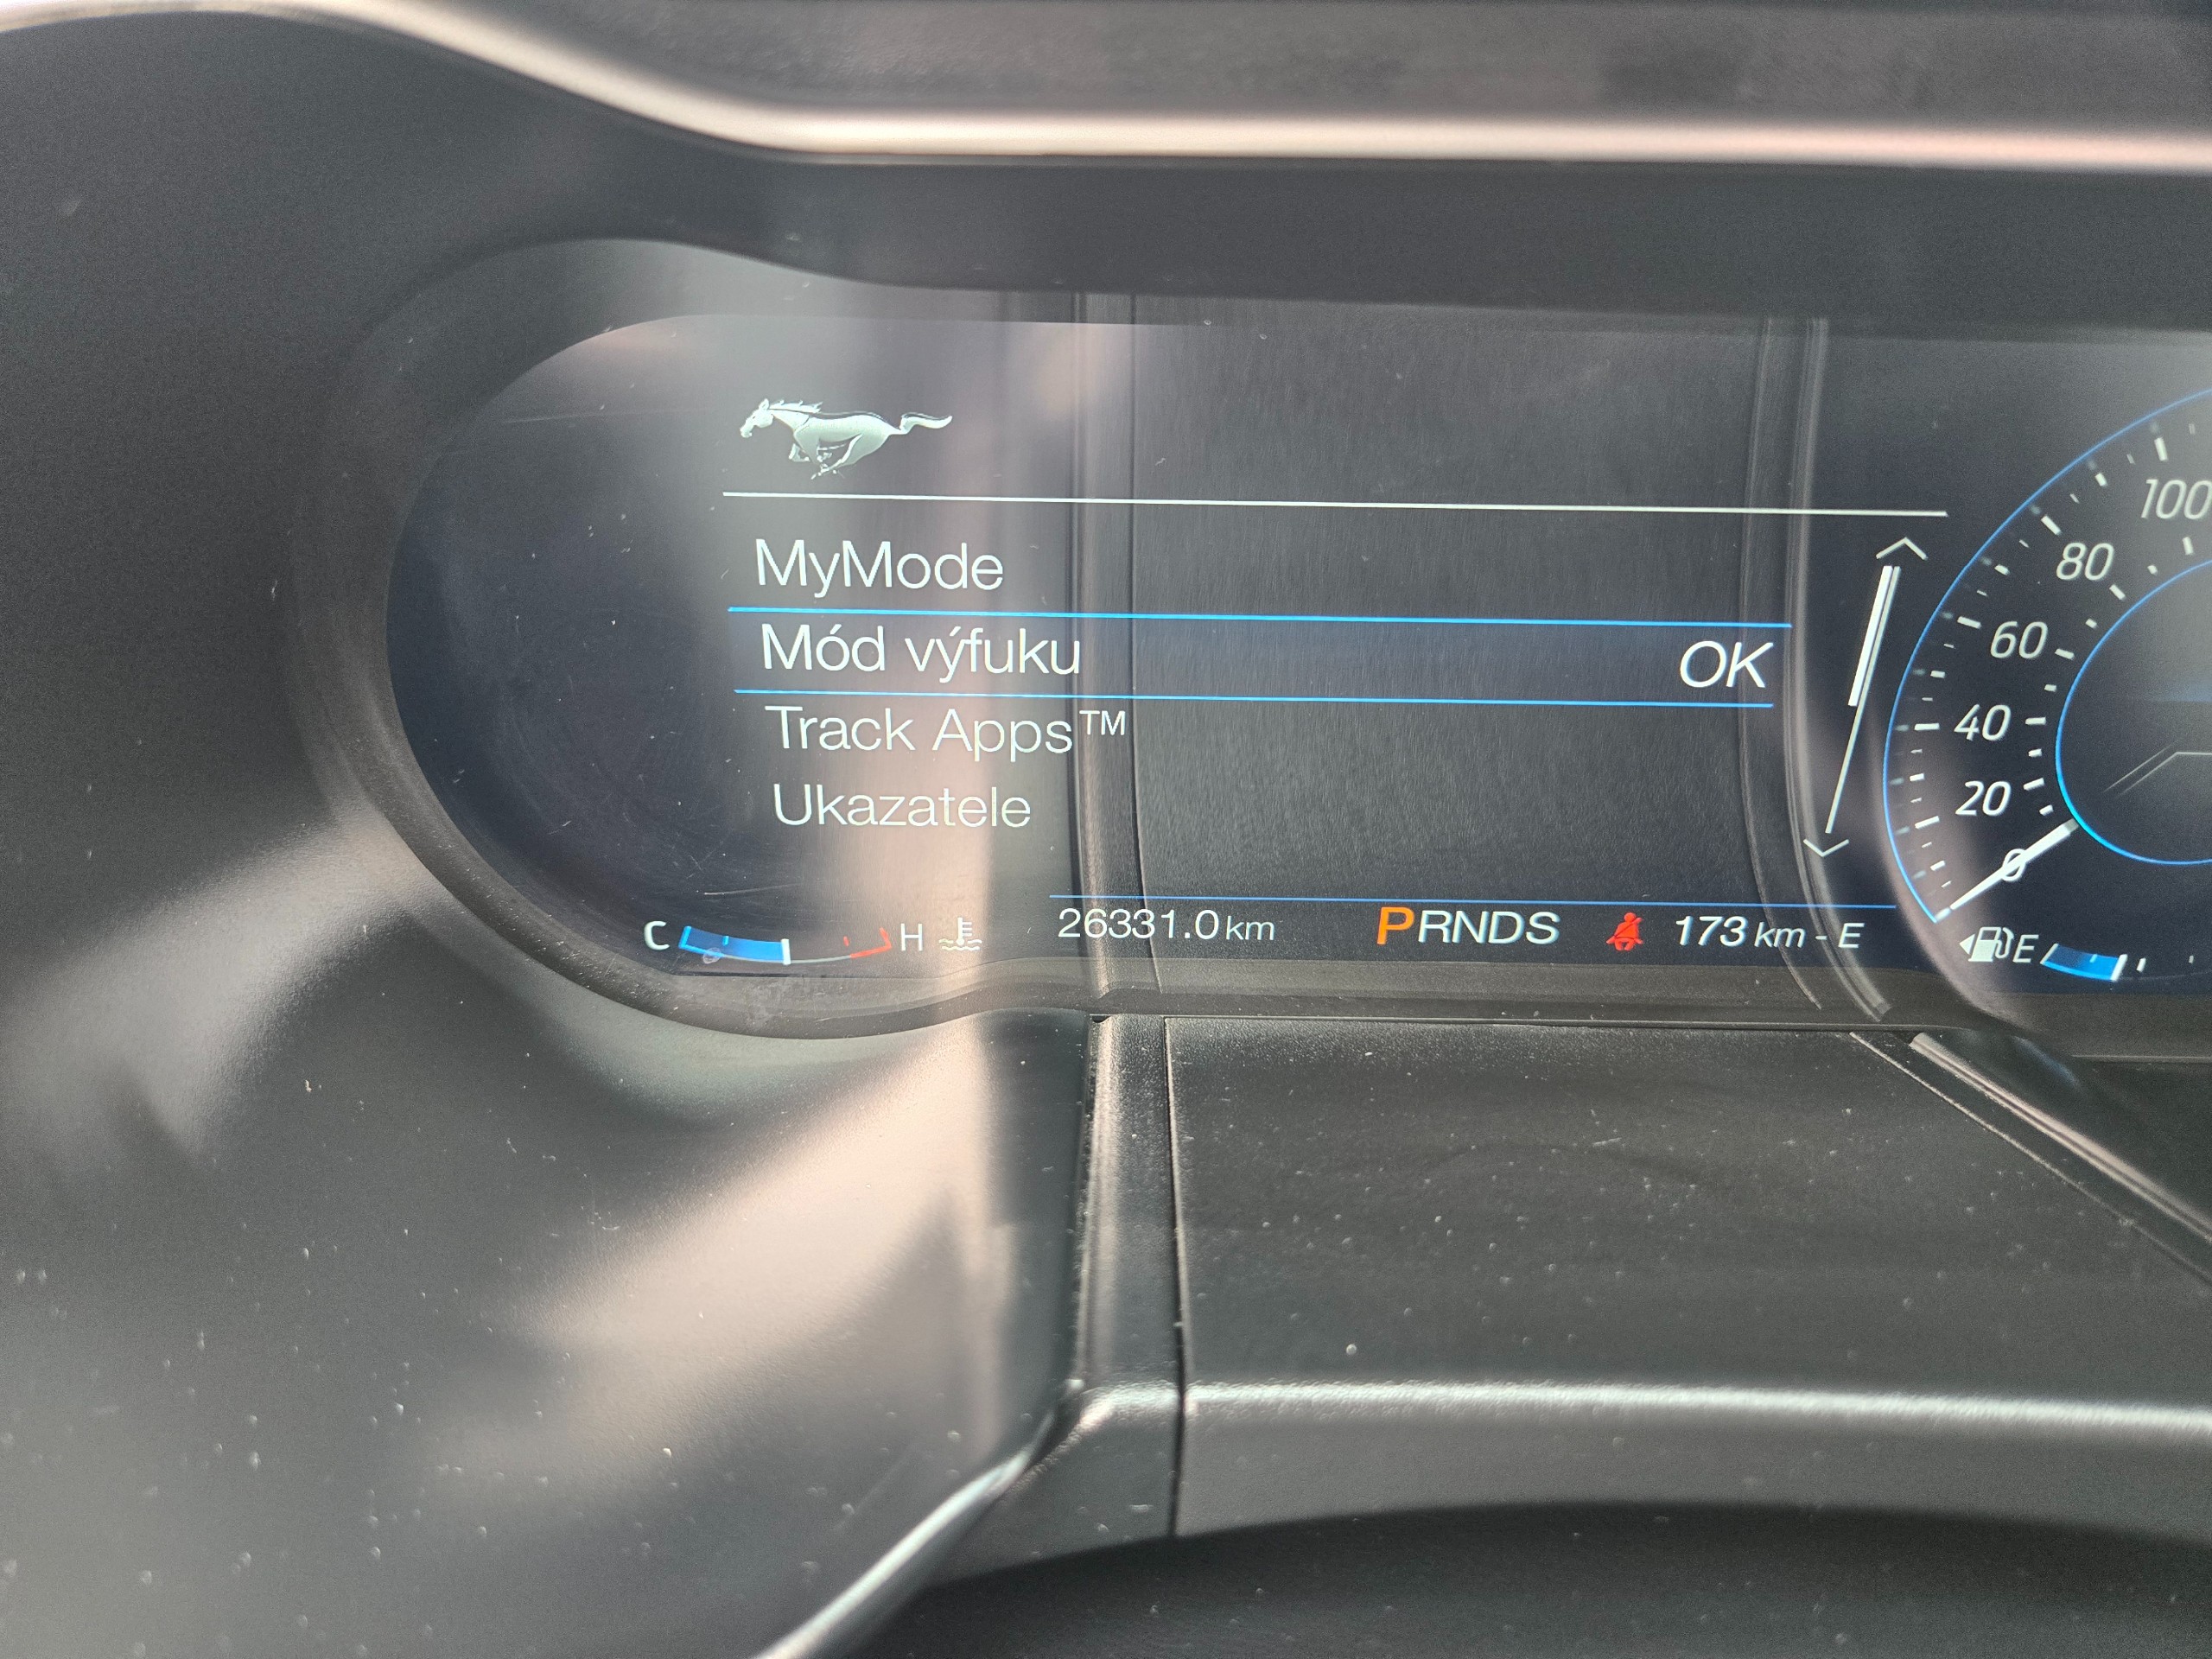 MyMode
Mód výfuku OK
Track Apps™
Ukazatele
C H 26331.0 km PRNDS 173 km - E E
100
80
60
40
20
0